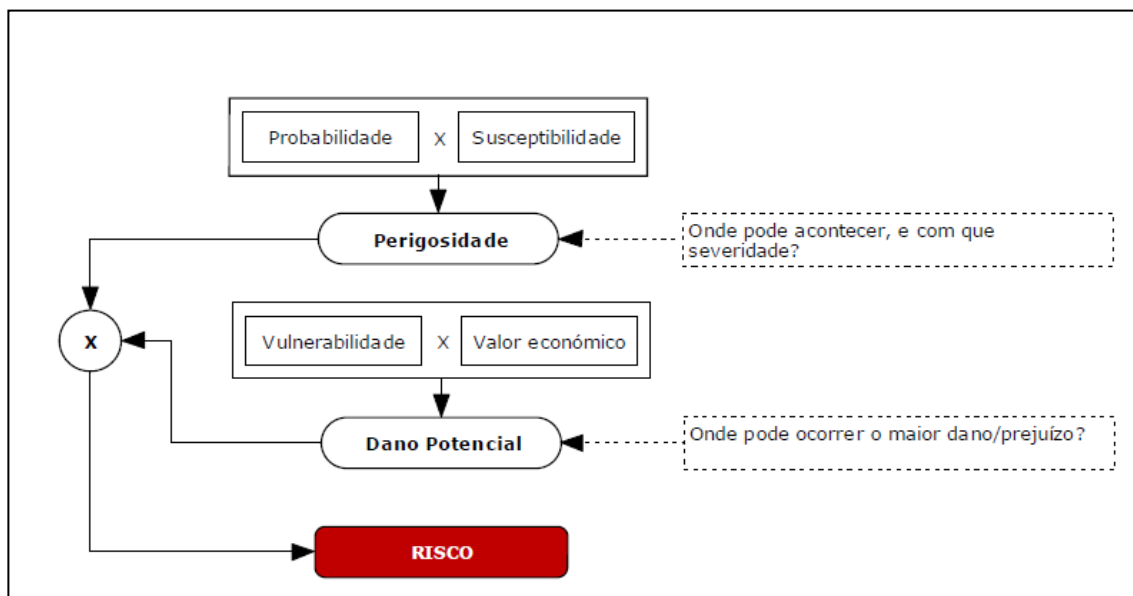 Probabilidade X Susceptibilidade
Perigosidade
Onde pode acontecer, e com que
severidade?
X
Vulnerabilidade X Valor económico
Dano Potencial
Onde pode ocorrer o maior dano/prejuízo?
RISCO